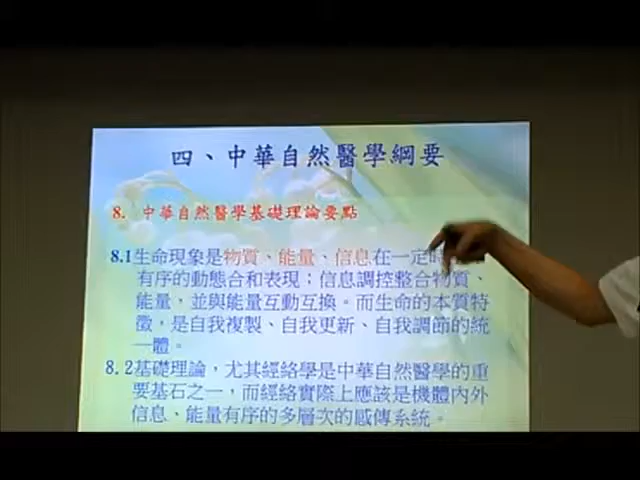 四、中華自然醫學綱要
8. 中華自然醫學基礎理論要點
8.1生命現象是物質、能量、信息在一定
有序的動態合和表現；信息調控整合物質、
能量，並與能量互動互換。而生命的本質特
徵，是自我複製、自我更新、自我調節的統
一體。
8.2基礎理論，尤其經絡學是中華自然醫學的重
要基石之一，而經絡實際上應該是機體內外
信息、能量有序的多層次的感傳系統。